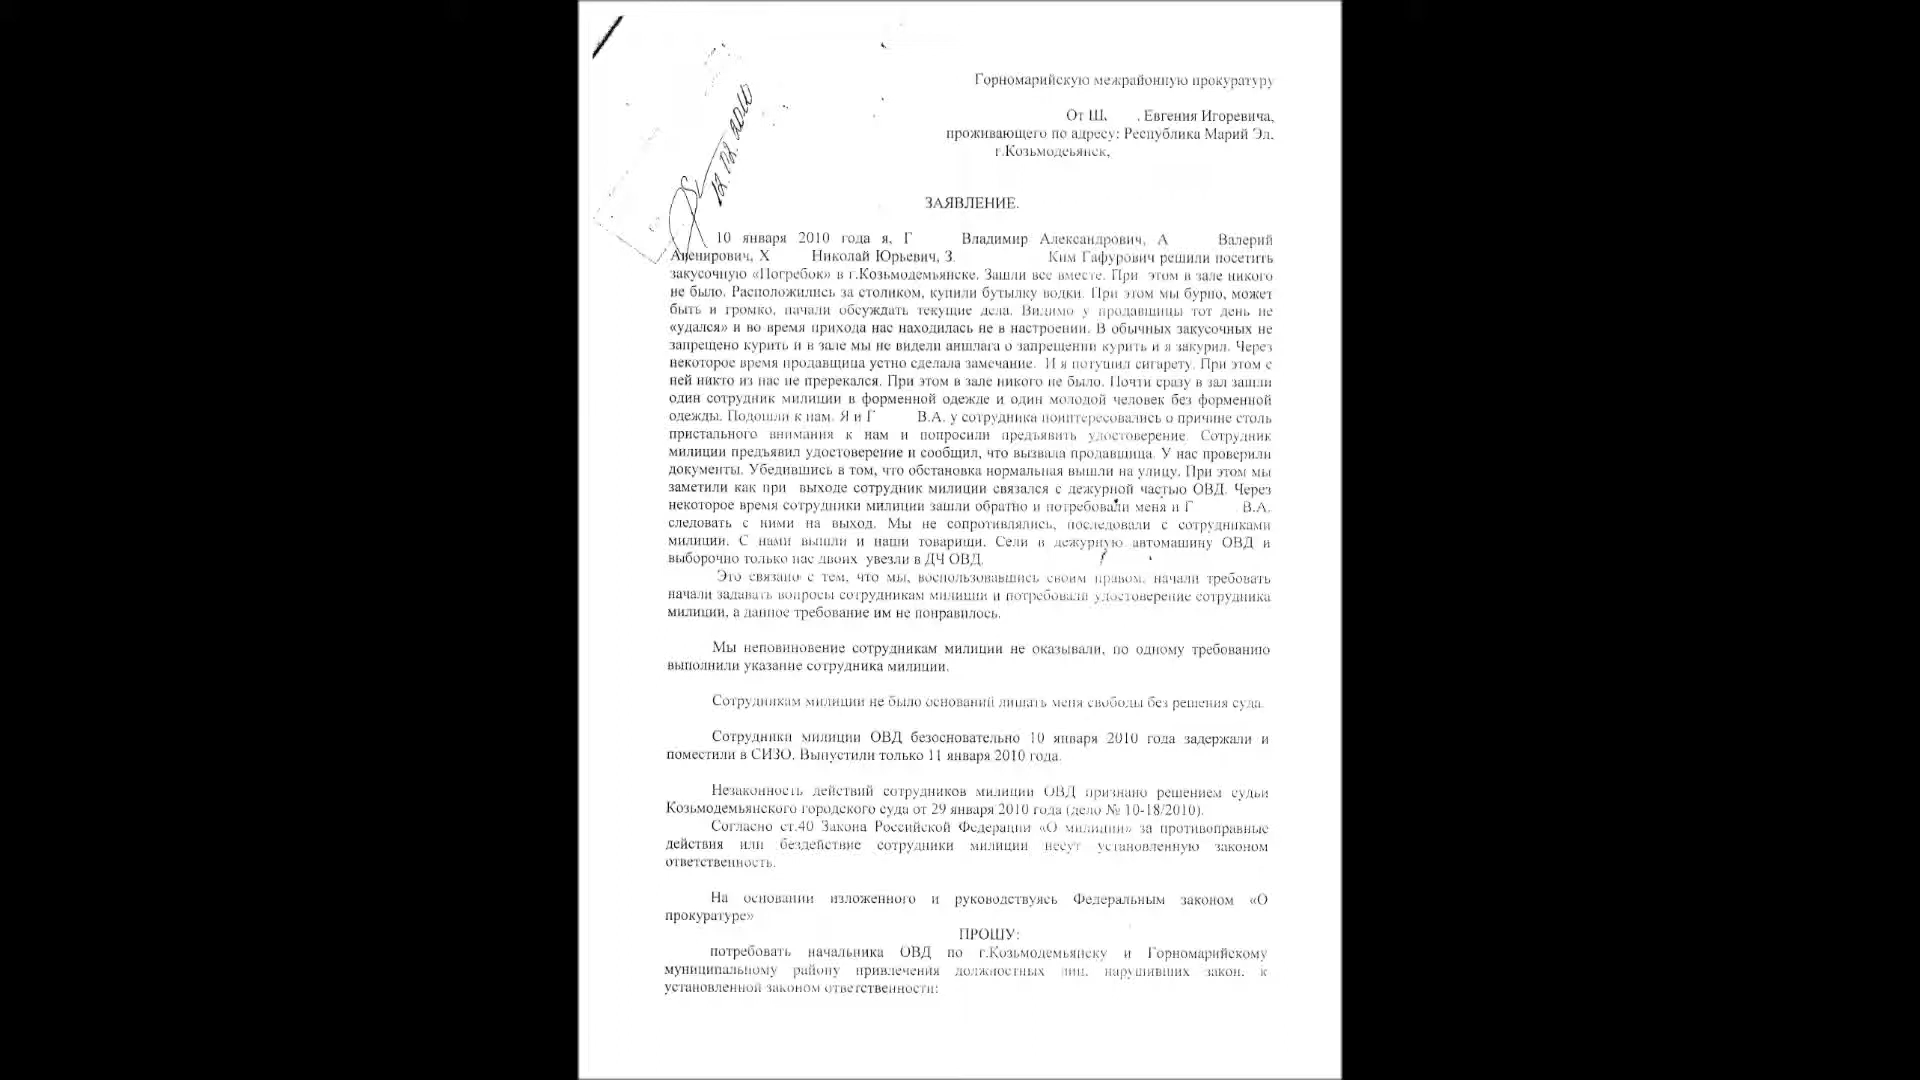 12.02.2010
Горномарийскую межрайонную прокуратуру
От Ш. . Евгения Игоревича,
проживающего по адресу: Республика Марий Эл.
г.Козьмодеьянск,
ЗАЯВЛЕНИЕ.
10 января 2010 года я, Г Владимир Александрович, А Валерий
Авенирович, Х Николай Юрьевич, З. Ким Гафурович решили посетить
закусочную «Погребок» в г.Козьмодемьянске. Зашли все вместе. При этом в зале никого
не было. Расположились за столиком, купили бутылку водки. При этом мы бурно, может
быть и громко, начали обсуждать текущие дела. Видимо у продавщицы тот день не
«удался» и во время прихода нас находилась не в настроении. В обычных закусочных не
запрещено курить и в зале мы не видели аншлага о запрещении курить и я закурил. Через
некоторое время продавщица устно сделала замечание. И я потушил сигарету. При этом с
ней никто из нас не пререкался. При этом в зале никого не было. Почти сразу в зал зашли
один сотрудник милиции в форменной одежде и один молодой человек без форменной
одежды. Подошли к нам. Я и Г В.А. у сотрудника поинтересовались о причине столь
пристального внимания к нам и попросили предъявить удостоверение. Сотрудник
милиции предъявил удостоверение и сообщил, что вызвала продавщица. У нас проверили
документы. Убедившись в том, что обстановка нормальная вышли на улицу. При этом мы
заметили как при выходе сотрудник милиции связался с дежурной частью ОВД. Через
некоторое время сотрудники милиции зашли обратно и потребовали меня и Г В.А.
следовать с ними на выход. Мы не сопротивлялись, последовали с сотрудниками
милиции. С нами вышли и наши товарищи. Сели в дежурную автомашину ОВД и
выборочно только нас двоих увезли в ДЧ ОВД.
Это связано с тем, что мы, воспользовавшись своим правом, начали требовать
начали задавать вопросы сотрудникам милиции и потребовали удостоверение сотрудника
милиции, а данное требование им не понравилось.
Мы неповиновение сотрудникам милиции не оказывали, по одному требованию
выполнили указание сотрудника милиции.
Сотрудникам милиции не было оснований лишать меня свободы без решения суда.
Сотрудники милиции ОВД безосновательно 10 января 2010 года задержали и
поместили в СИЗО. Выпустили только 11 января 2010 года.
Незаконность действий сотрудников милиции ОВД признано решением судьи
Козьмодемьянского городского суда от 29 января 2010 года (дело № 10-18/2010).
Согласно ст.40 Закона Российской Федерации «О милиции» за противоправные
действия или бездействие сотрудники милиции несут установленную законом
ответственность.
На основании изложенного и руководствуясь Федеральным законом «О
прокуратуре»
ПРОШУ:
потребовать начальника ОВД по г.Козьмодемьянску и Горномарийскому
муниципальному району привлечения должностных лиц, нарушивших закон, к
установленной законом ответственности: